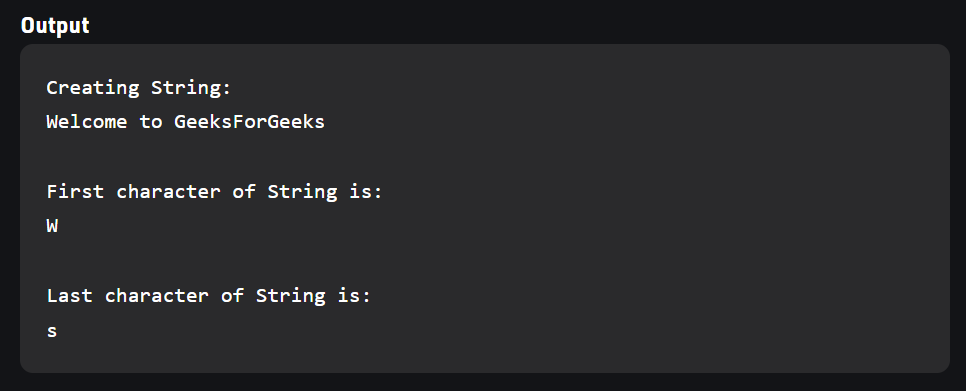 Output
Creating String:
Welcome to GeeksForGeeks
First character of String is:
W
Last character of String is:
s